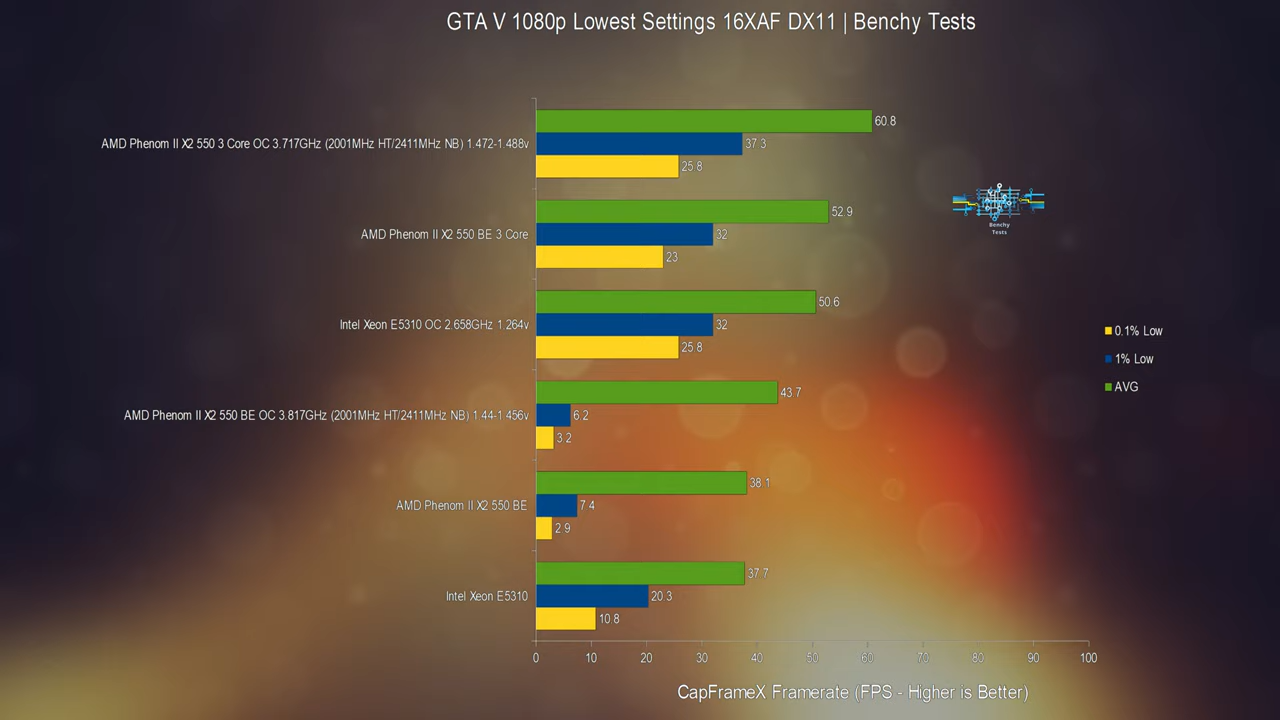 GTA V 1080p Lowest Settings 16XAF DX11 | Benchy Tests
AMD Phenom II X2 550 3 Core OC 3.717GHz (2001MHz HT/2411MHz NB) 1.472-1.488v
60.8
37.3
25.8
AMD Phenom II X2 550 BE 3 Core
52.9
32
23
Intel Xeon E5310 OC 2.658GHz 1.264v
50.6
32
25.8
AMD Phenom II X2 550 BE OC 3.817GHz (2001MHz HT/2411MHz NB) 1.44-1.456v
43.7
6.2
3.2
AMD Phenom II X2 550 BE
38.1
7.4
2.9
Intel Xeon E5310
37.7
20.3
10.8
Benchy
Tests
0.1% Low
1% Low
AVG
0 10 20 30 40 50 60 70 80 90 100
CapFrameX Framerate (FPS - Higher is Better)